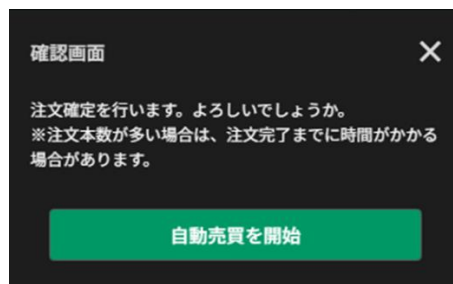 確認画面
注文確定を行います。よろしいでしょうか。
※注文本数が多い場合は、注文完了までに時間がかかる
場合があります。
自動売買を開始